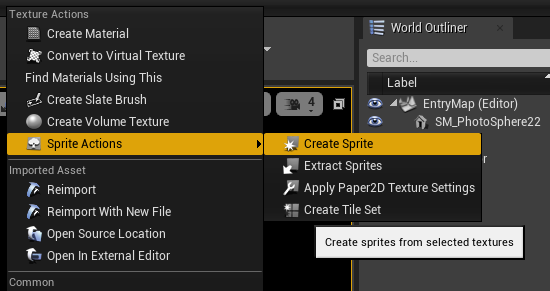 Texture Actions
Create Material
Convert to Virtual Texture
Find Materials Using This
Create Slate Brush
Create Volume Texture
Sprite Actions
Imported Asset
Reimport
Reimport With New File
Open Source Location
Open In External Editor
Common
Create Sprite
Extract Sprites
Apply Paper2D Texture Settings
Create Tile Set
Create sprites from selected textures
4
World Outliner
Search...
Label
EntryMap (Editor)
SM_PhotoSphere22